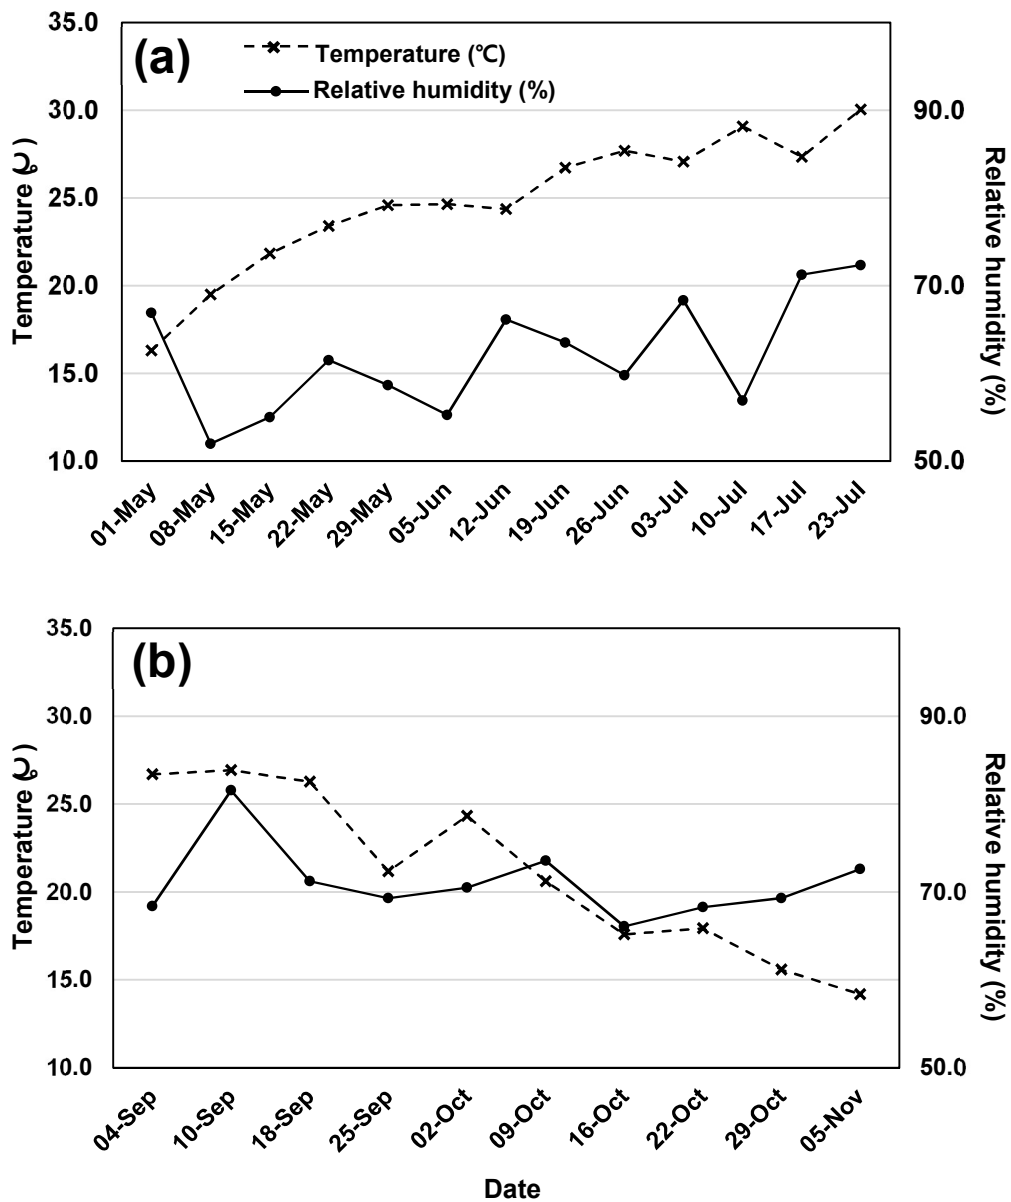 35.0
(a)
Temperature (℃)
Relative humidity (%)
30.0
25.0
20.0
15.0
10.0
90.0
70.0
50.0
Temperature (℃)
Relative humidity (%)
01-May
08-May
15-May
22-May
29-May
05-Jun
12-Jun
19-Jun
26-Jun
03-Jul
10-Jul
17-Jul
23-Jul
35.0
(b)
30.0
25.0
20.0
15.0
10.0
90.0
70.0
50.0
Temperature (℃)
Relative humidity (%)
04-Sep
10-Sep
18-Sep
25-Sep
02-Oct
09-Oct
16-Oct
22-Oct
29-Oct
05-Nov
Date